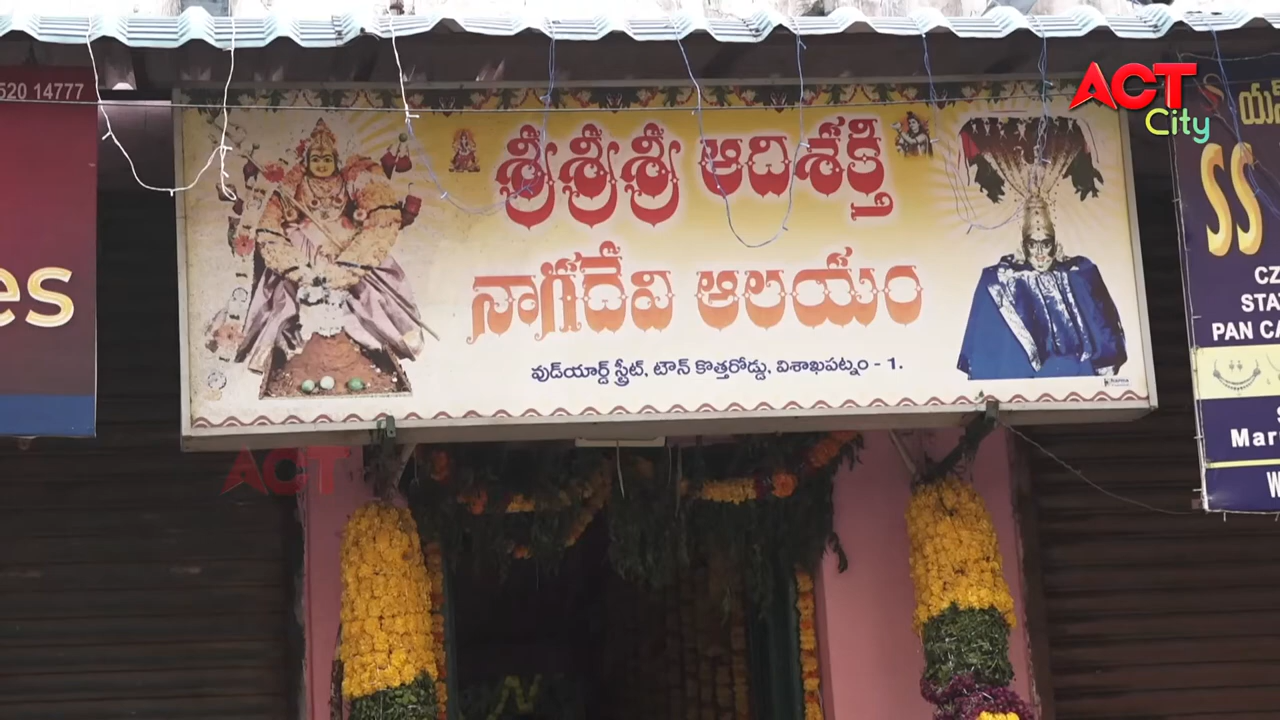 ACT
City
520 14777
es
శ్రీశ్రీశ్రీ ఆదిశక్తి
నాగదేవి ఆలయం
వుడ్‌యార్డ్ స్ట్రీట్, టౌన్ కొత్తరోడ్డు, విశాఖపట్నం - 1.
SS
CZ
STA
PAN CA
Mar
W
ACT